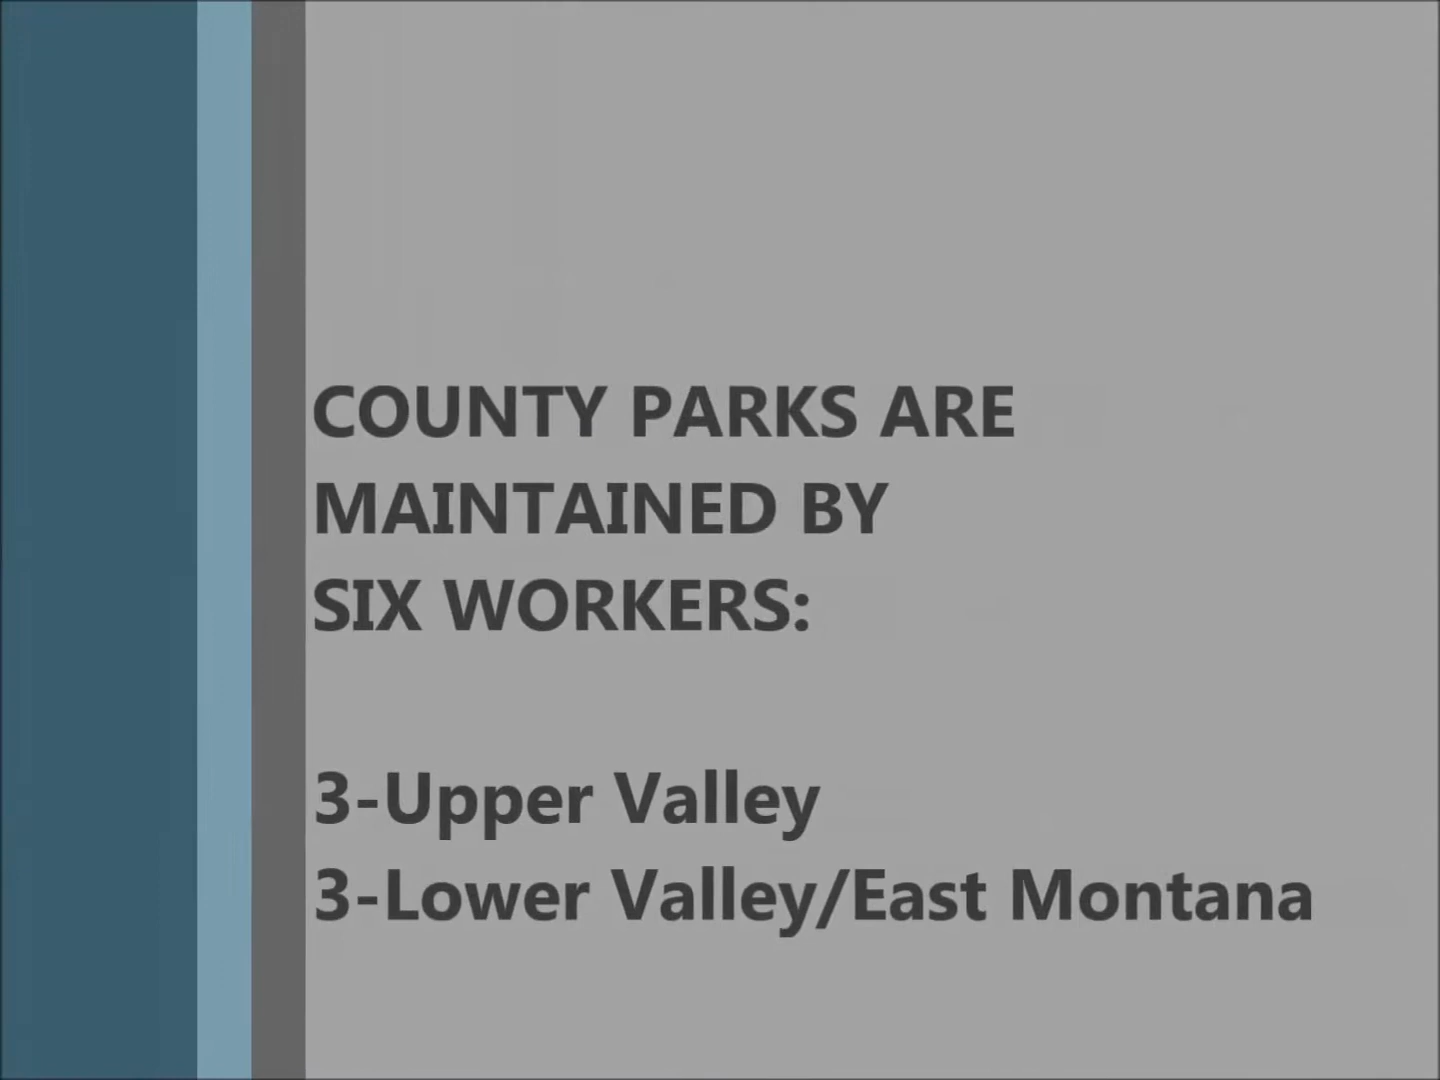 COUNTY PARKS ARE
MAINTAINED BY
SIX WORKERS:
3-Upper Valley
3-Lower Valley/East Montana